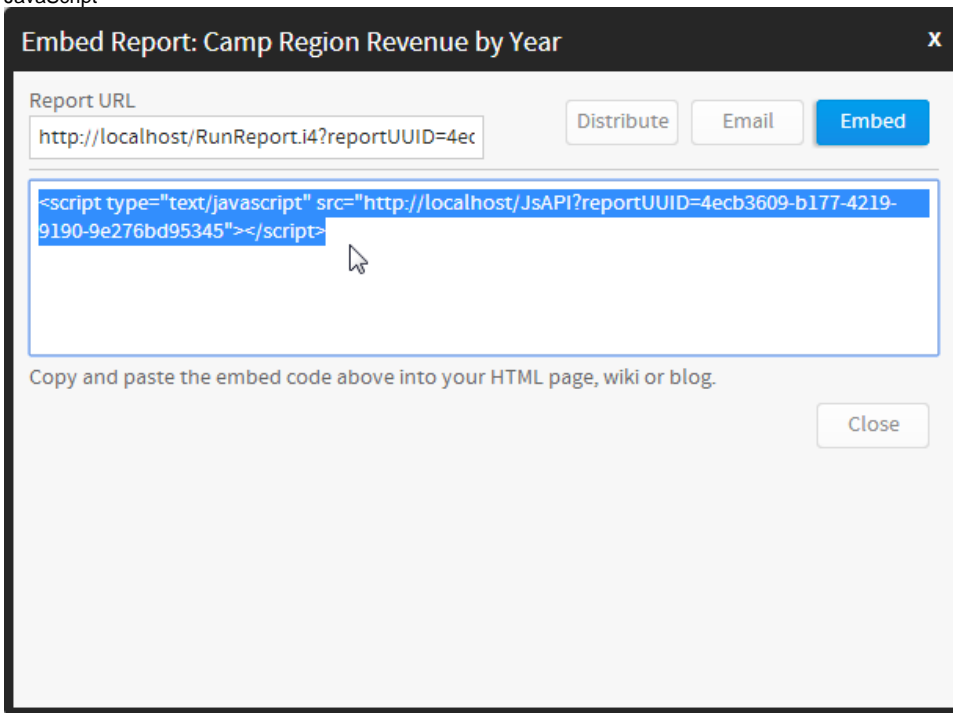 JavaScript
Embed Report: Camp Region Revenue by Year
x
Report URL
http://localhost/RunReport.i4?reportUUID=4ec
Distribute
Email
Embed
<script type="text/javascript" src="http://localhost/JsAPI?reportUUID=4ecb3609-b177-4219-
9190-9e276bd95345"></script>
Copy and paste the embed code above into your HTML page, wiki or blog.
Close